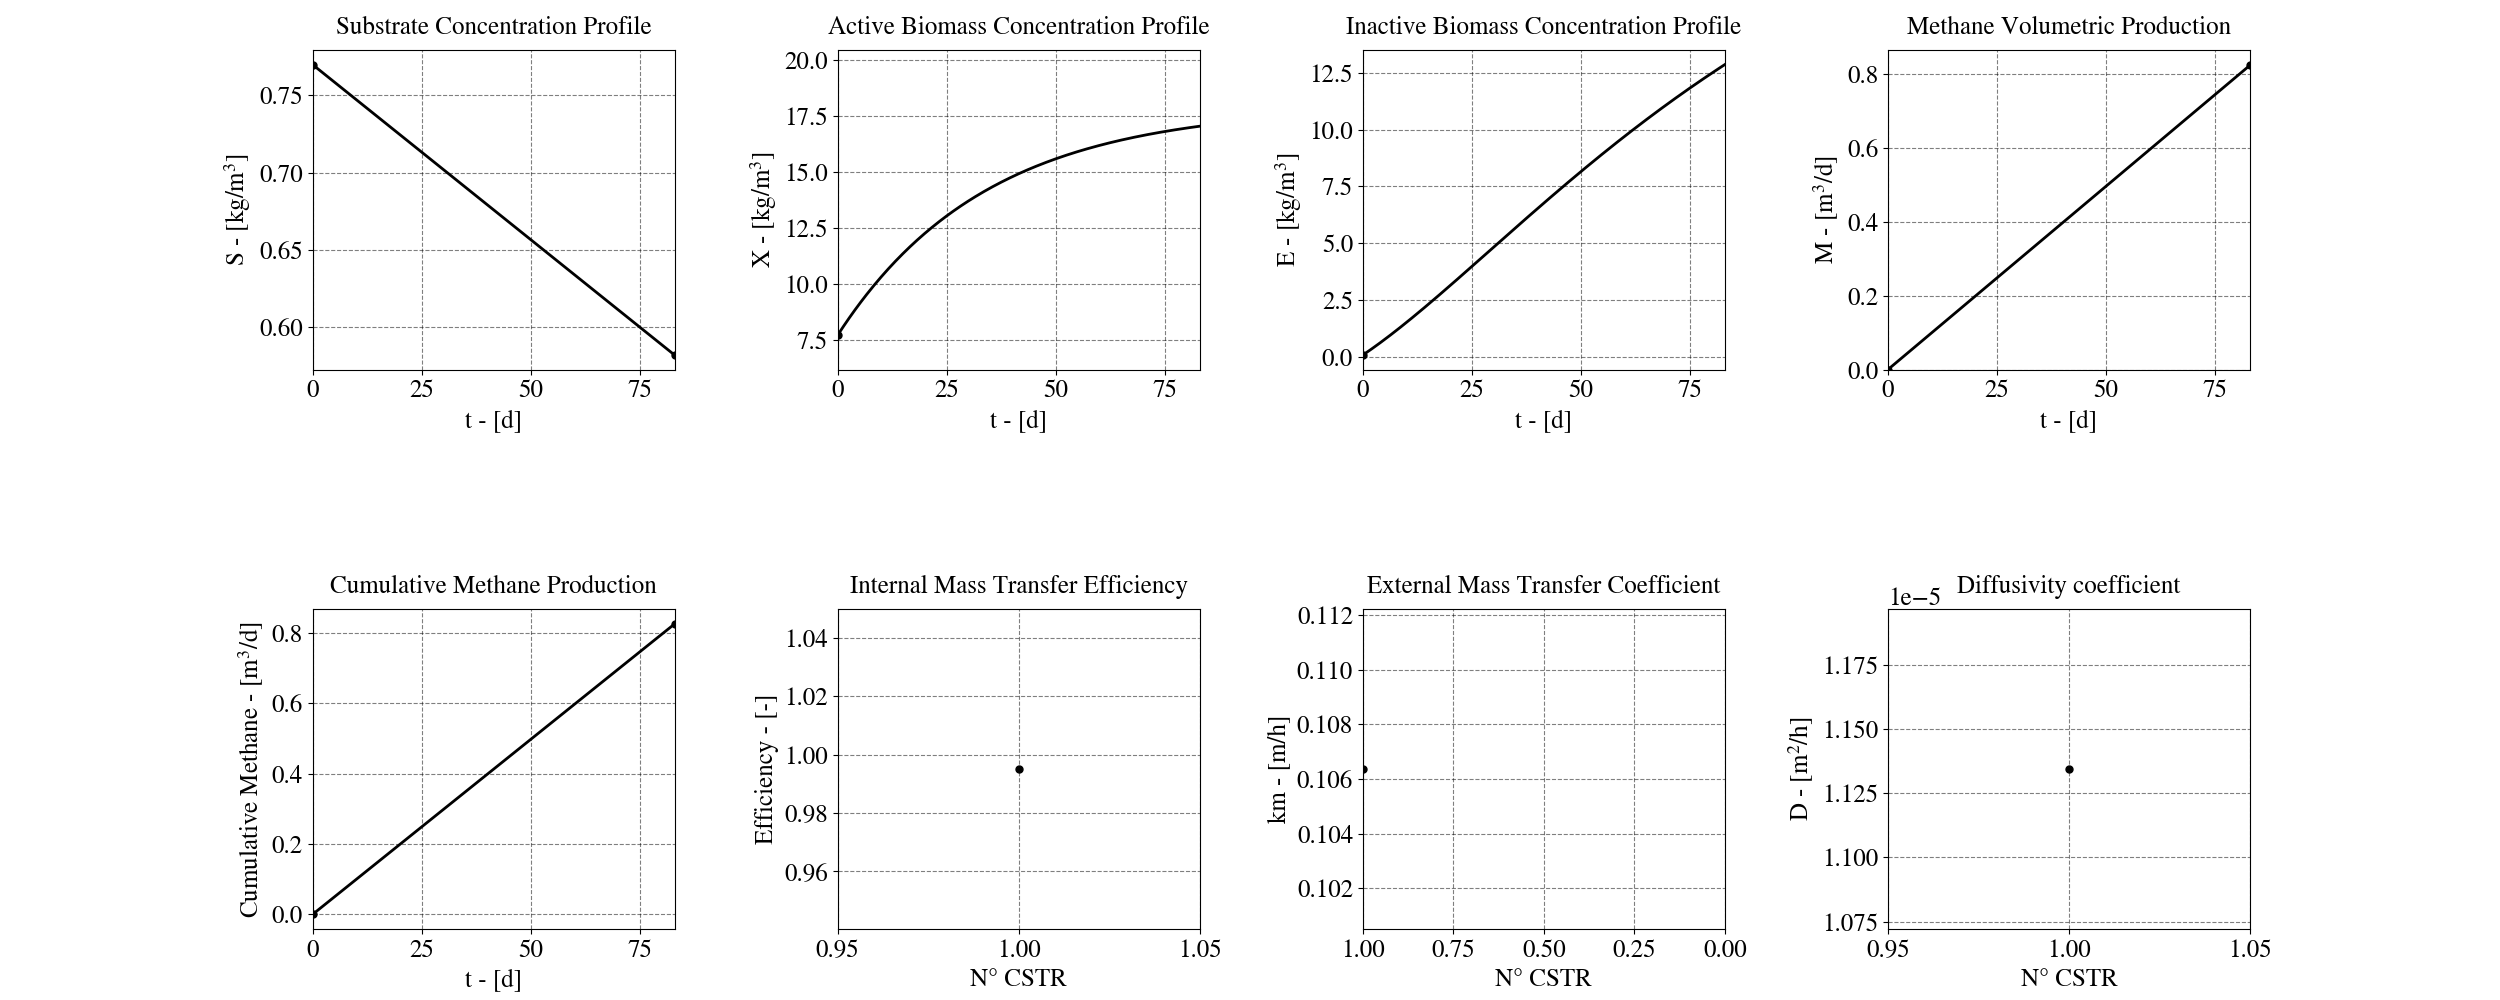 Substrate Concentration Profile
S - [kg/m³]
0.75
0.70
0.65
0.60
0
25
50
75
t - [d]
Active Biomass Concentration Profile
X - [kg/m³]
20.0
17.5
15.0
12.5
10.0
7.5
0
25
50
75
t - [d]
Inactive Biomass Concentration Profile
E - [kg/m³]
12.5
10.0
7.5
5.0
2.5
0.0
0
25
50
75
t - [d]
Methane Volumetric Production
M - [m³/d]
0.8
0.6
0.4
0.2
0.0
0
25
50
75
t - [d]
Cumulative Methane Production
Cumulative Methane - [m³/d]
0.8
0.6
0.4
0.2
0.0
0
25
50
75
t - [d]
Internal Mass Transfer Efficiency
Efficiency - [-]
1.04
1.02
1.00
0.98
0.96
0.95
1.00
1.05
N° CSTR
External Mass Transfer Coefficient
km - [m/h]
0.112
0.110
0.108
0.106
0.104
0.102
1.00
0.75
0.50
0.25
0.00
N° CSTR
Diffusivity coefficient
1e−5
D - [m²/h]
1.175
1.150
1.125
1.100
1.075
0.95
1.00
1.05
N° CSTR